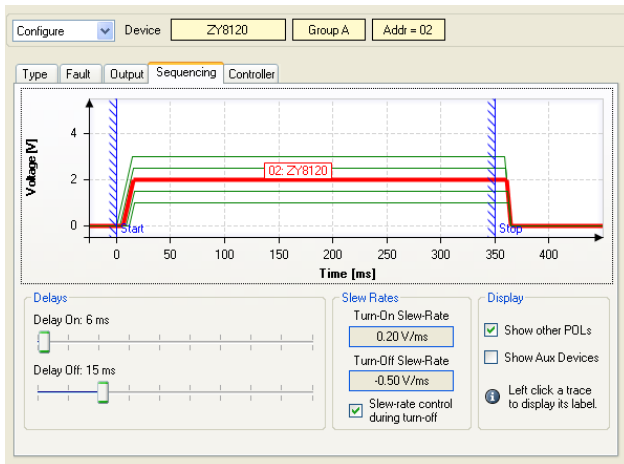 Configure Device ZY8120 Group A Addr = 02
Type Fault Output Sequencing Controller
4
2
0
Voltage [V]
02: ZY8120
Start Stop
0 50 100 150 200 250 300 350 400
Time [ms]
Delays
Delay On: 6 ms
Delay Off: 15 ms
Slew Rates
Turn-On Slew-Rate
0.20 V/ms
Turn-Off Slew-Rate
-0.50 V/ms
Slew-rate control
during turn-off
Display
Show other POLs
Show Aux Devices
Left click a trace
to display its label.